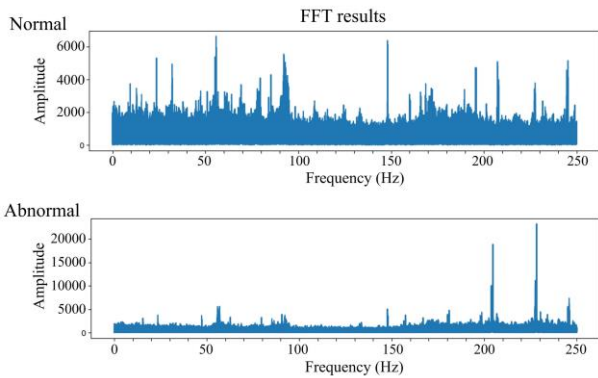 FFT results
Normal
6000
4000
2000
0
Amplitude
0 50 100 150 200 250
Frequency (Hz)
Abnormal
20000
15000
10000
5000
0
Amplitude
0 50 100 150 200 250
Frequency (Hz)